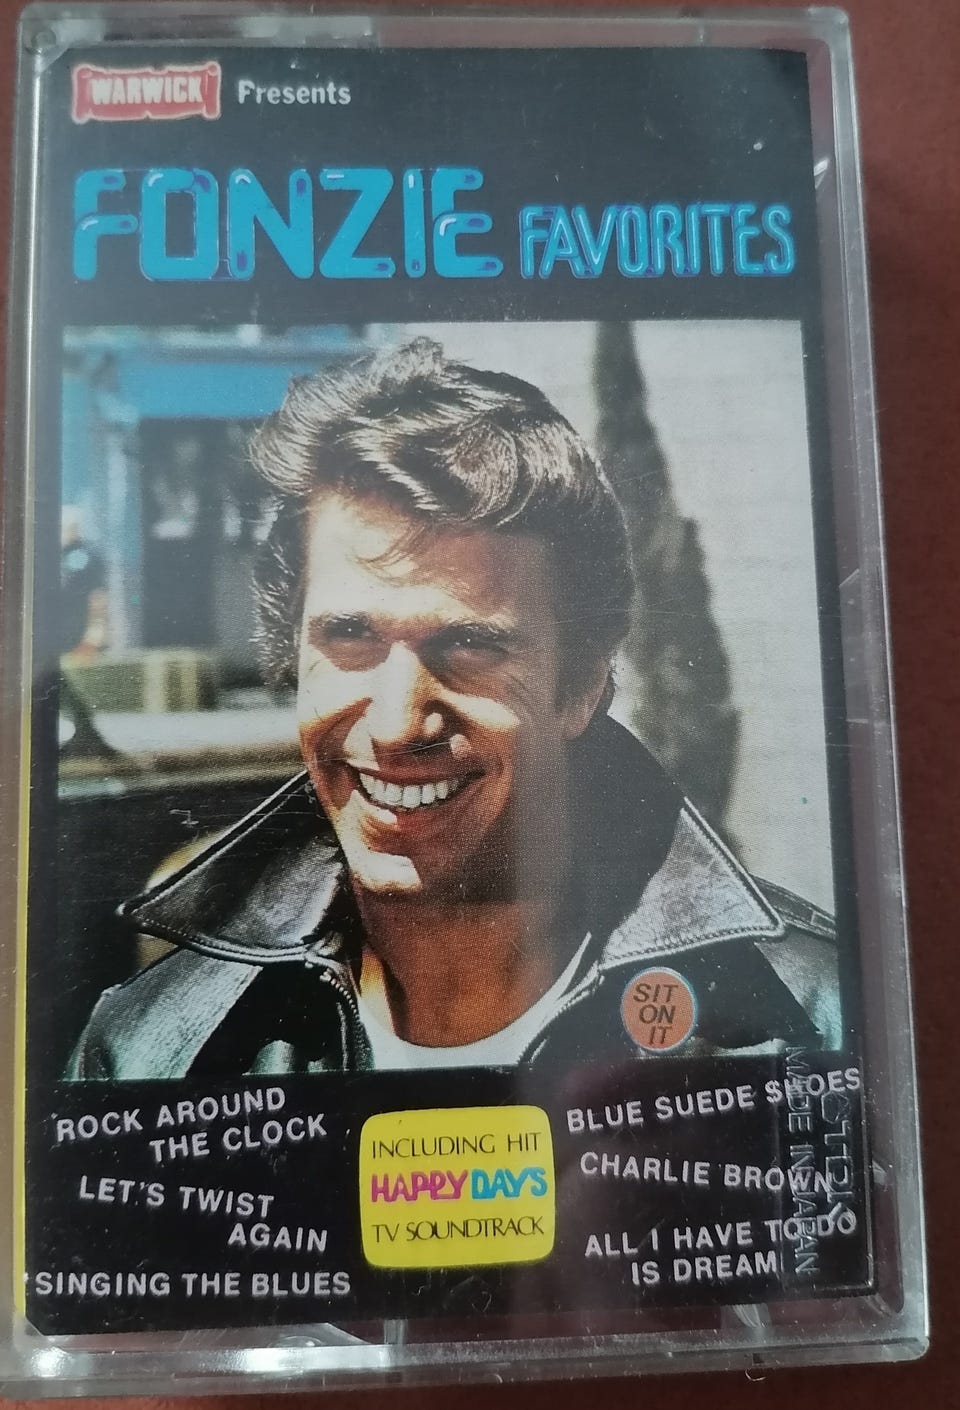 WARWICK Presents
FONZIE FAVORITES
SIT
ON
IT
ROCK AROUND
THE CLOCK
LET'S TWIST
AGAIN
SINGING THE BLUES
INCLUDING HIT
HAPPY DAYS
TV SOUNDTRACK
BLUE SUEDE SHOES
CHARLIE BROWN
ALL I HAVE TO DO
IS DREAM
MADE IN JAPAN